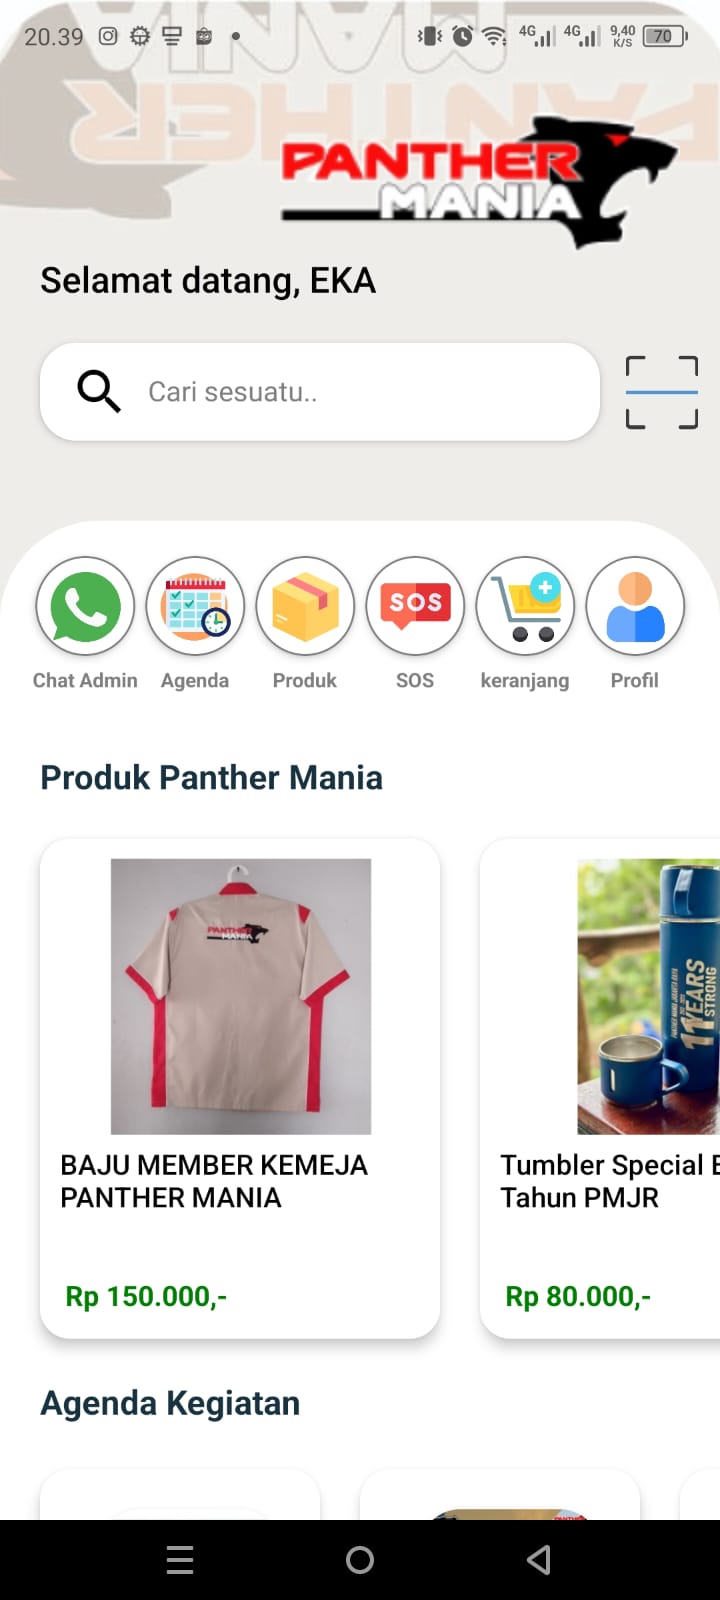 20.39
4G 4G 9,40 K/S 70
MANIA
PANTHER
PANTHER
MANIA
Selamat datang, EKA
Cari sesuatu..
SOS
Chat Admin Agenda Produk SOS keranjang Profil
Produk Panther Mania
PANTHER
MANIA
11 YEARS
STRONG
BAJU MEMBER KEMEJA
PANTHER MANIA
Tumbler Special E
Tahun PMJR
Rp 150.000,-
Rp 80.000,-
Agenda Kegiatan